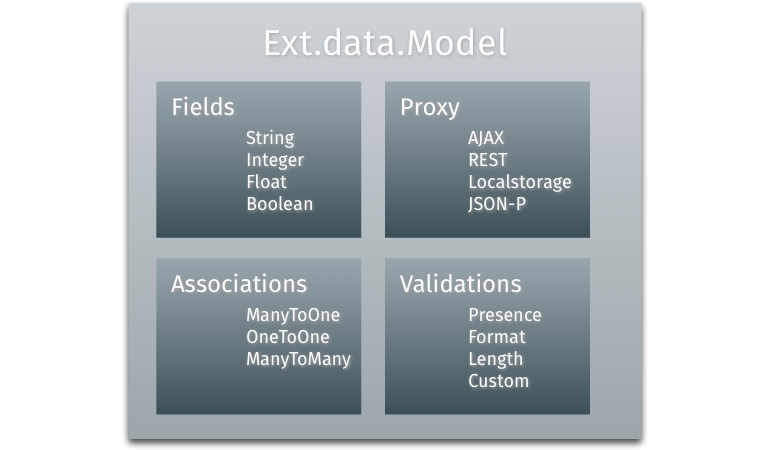 Ext.data.Model
Fields
String
Integer
Float
Boolean
Proxy
AJAX
REST
Localstorage
JSON-P
Associations
ManyToOne
OneToOne
ManyToMany
Validations
Presence
Format
Length
Custom